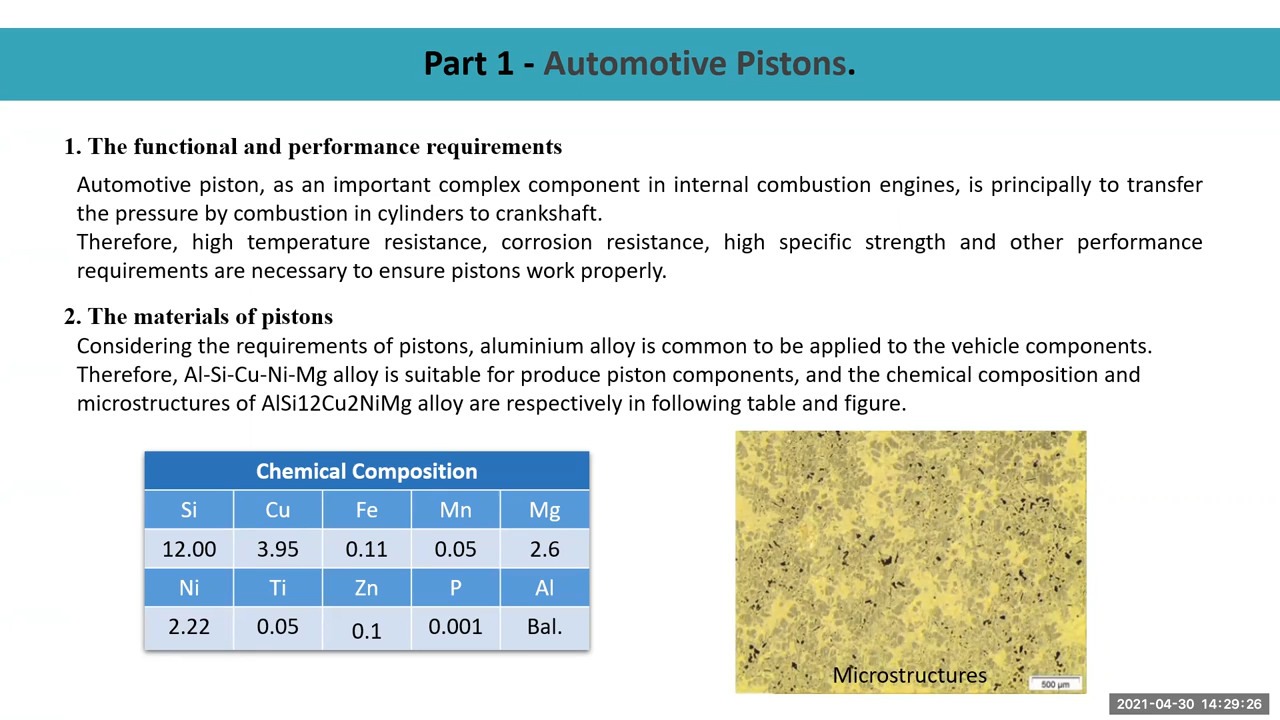 Part 1 - Automotive Pistons.
1. The functional and performance requirements
Automotive piston, as an important complex component in internal combustion engines, is principally to transfer
the pressure by combustion in cylinders to crankshaft.
Therefore, high temperature resistance, corrosion resistance, high specific strength and other performance
requirements are necessary to ensure pistons work properly.
2. The materials of pistons
Considering the requirements of pistons, aluminium alloy is common to be applied to the vehicle components.
Therefore, Al-Si-Cu-Ni-Mg alloy is suitable for produce piston components, and the chemical composition and
microstructures of AlSi12Cu2NiMg alloy are respectively in following table and figure.
Chemical Composition
Si Cu Fe Mn Mg
12.00 3.95 0.11 0.05 2.6
Ni Ti Zn P Al
2.22 0.05 0.1 0.001 Bal.
Microstructures
500 µm
2021-04-30 14:29:26